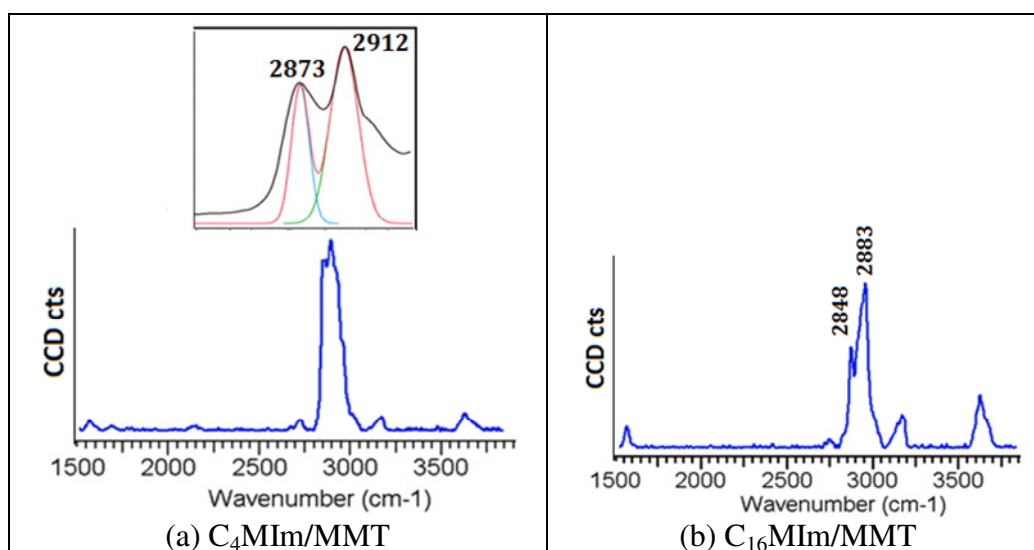 2912
2873
CCD cts
1500 2000 2500 3000 3500
Wavenumber (cm-1)
(a) C₄MIm/MMT
2883
2848
CCD cts
1500 2000 2500 3000 3500
Wavenumber (cm-1)
(b) C₁₆MIm/MMT